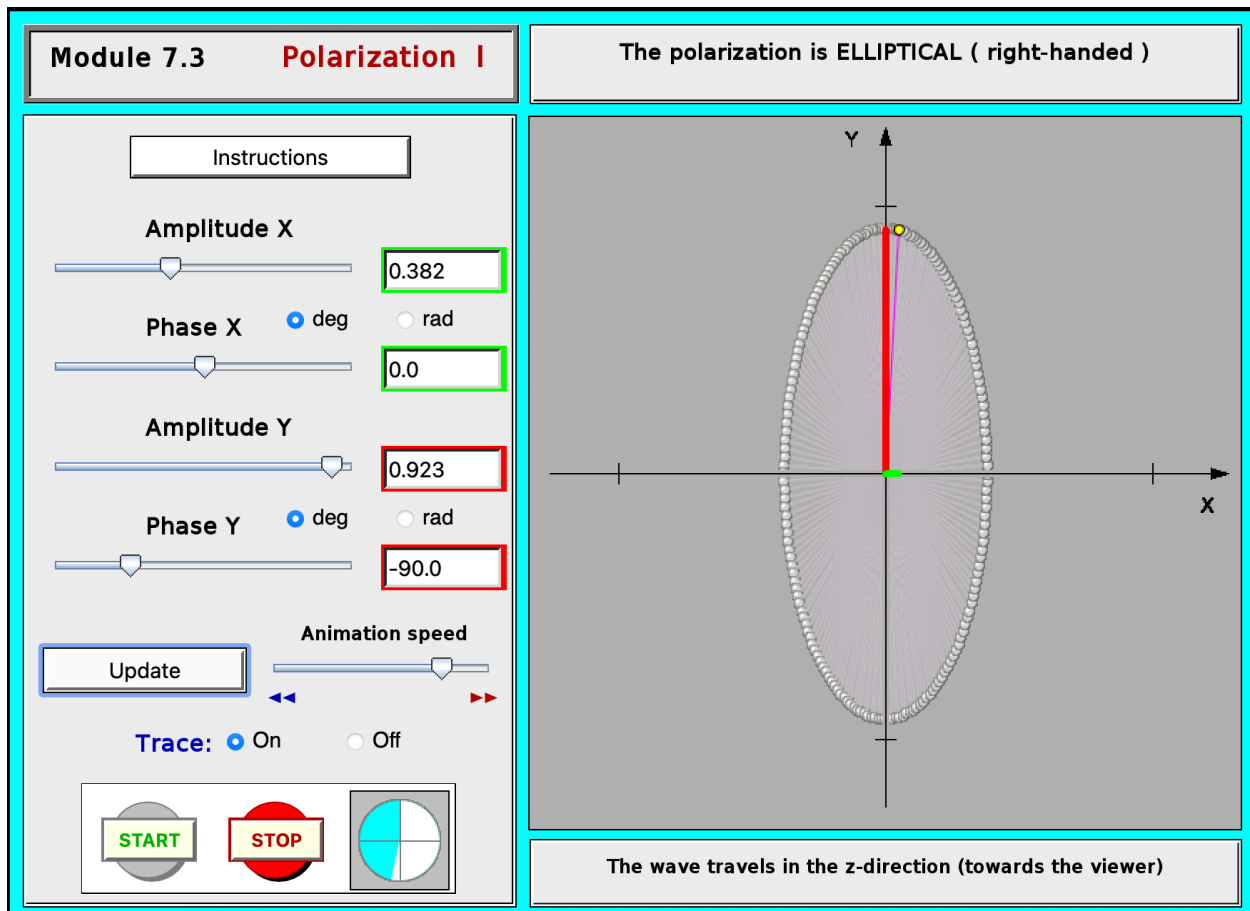 Module 7.3 Polarization I
The polarization is ELLIPTICAL ( right-handed )
Instructions
Amplitude X
0.382
Phase X deg rad
0.0
Amplitude Y
0.923
Phase Y deg rad
-90.0
Animation speed
Update
Trace: On Off
START STOP
Y
X
The wave travels in the z-direction (towards the viewer)